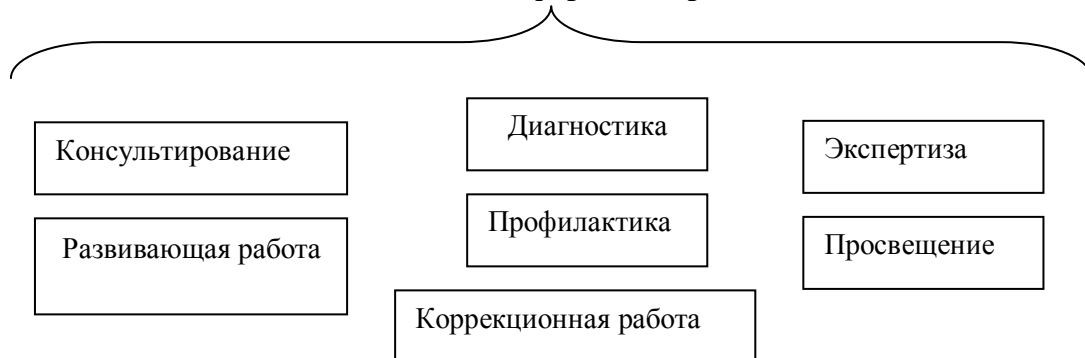 Консультирование
Диагностика
Экспертиза
Развивающая работа
Профилактика
Просвещение
Коррекционная работа